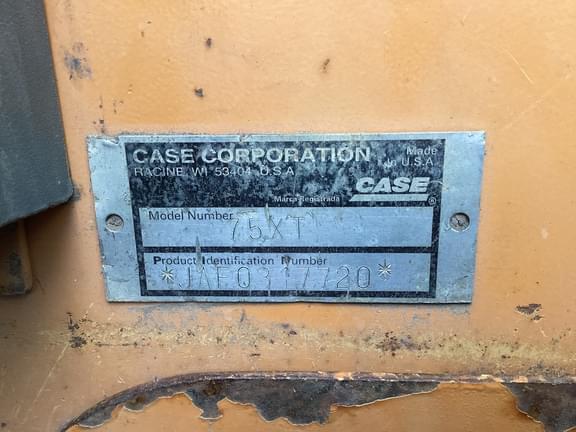 CASE CORPORATION
Made
in U.S.A.
RACINE, WI 53404 U.S.A.
CASE
®
Marca Registrada
Model Number
75XT
Product Identification Number
*JAF0317720*